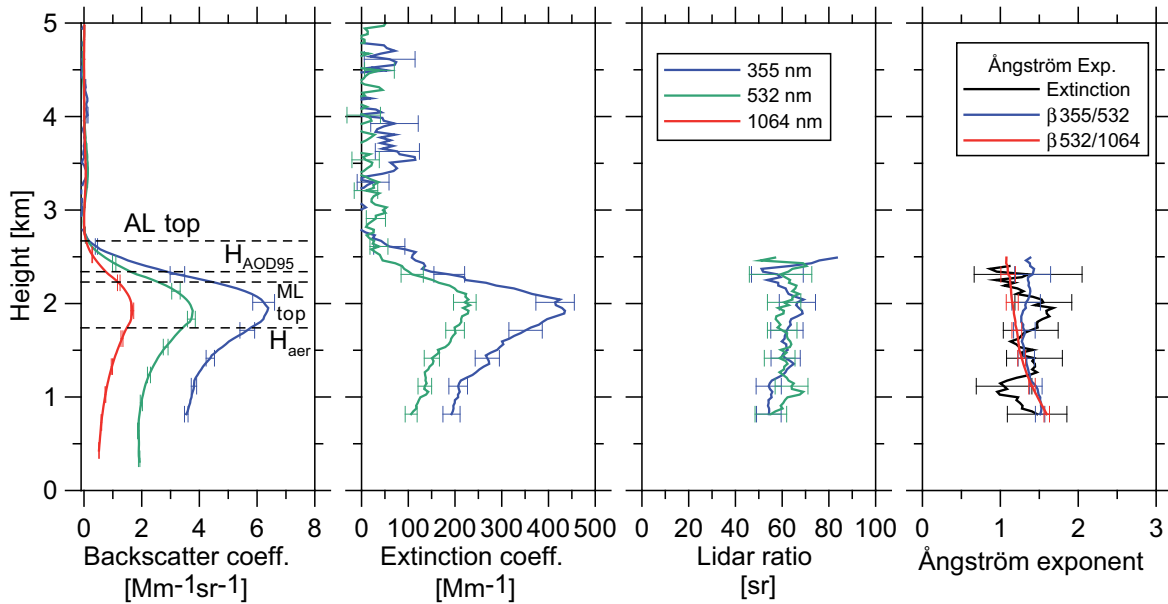 5
4
3
2
1
0
Height [km]
AL top
H_AOD95
ML
top
H_aer
0 2 4 6 8
Backscatter coeff.
[Mm-1sr-1]
0 100 200 300 400 500
Extinction coeff.
[Mm-1]
355 nm
532 nm
1064 nm
0 20 40 60 80 100
Lidar ratio
[sr]
Ångström Exp.
Extinction
β355/532
β532/1064
0 1 2 3
Ångström exponent